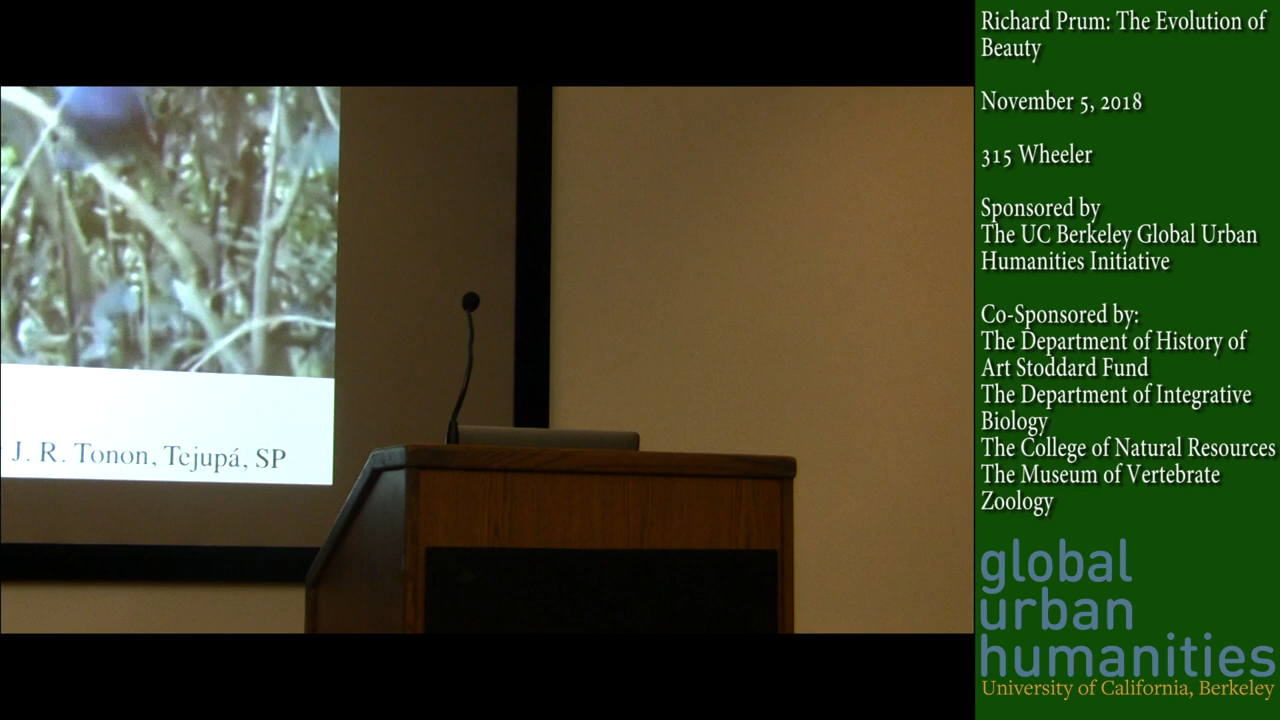 J. R. Tonon, Tejupá, SP
Richard Prum: The Evolution of
Beauty
November 5, 2018
315 Wheeler
Sponsored by
The UC Berkeley Global Urban
Humanities Initiative
Co-Sponsored by:
The Department of History of
Art Stoddard Fund
The Department of Integrative
Biology
The College of Natural Resources
The Museum of Vertebrate
Zoology
global
urban
humanities
University of California, Berkeley